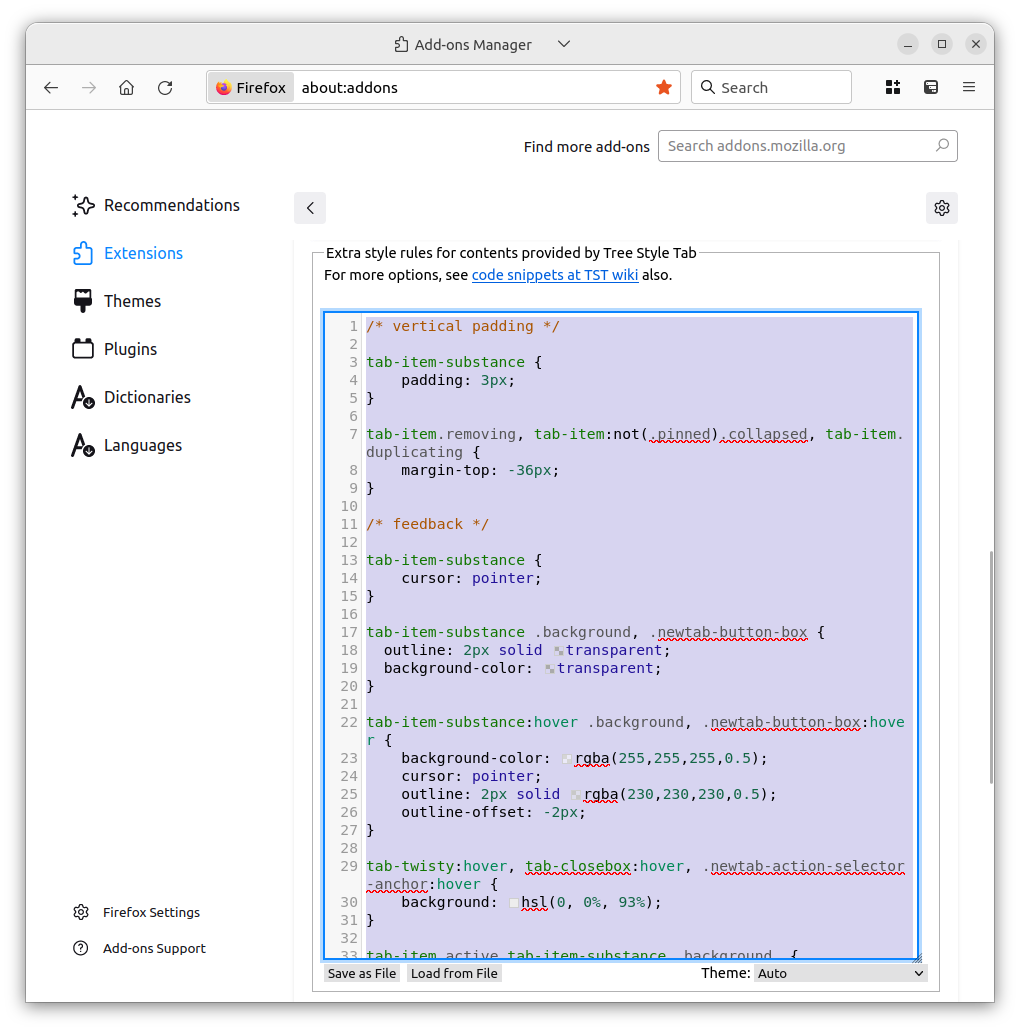 Add-ons Manager
Firefox about:addons Search
Find more add-ons Search addons.mozilla.org
Recommendations
Extensions
Themes
Plugins
Dictionaries
Languages
Firefox Settings
Add-ons Support
Extra style rules for contents provided by Tree Style Tab
For more options, see code snippets at TST wiki also.
1 /* vertical padding */
2
3 tab-item-substance {
4     padding: 3px;
5 }
6
7 tab-item.removing, tab-item:not(.pinned).collapsed, tab-item.
duplicating {
8     margin-top: -36px;
9 }
10
11 /* feedback */
12
13 tab-item-substance {
14     cursor: pointer;
15 }
16
17 tab-item-substance .background, .newtab-button-box {
18   outline: 2px solid transparent;
19   background-color: transparent;
20 }
21
22 tab-item-substance:hover .background, .newtab-button-box:hove
r {
23     background-color: rgba(255,255,255,0.5);
24     cursor: pointer;
25     outline: 2px solid rgba(230,230,230,0.5);
26     outline-offset: -2px;
27 }
28
29 tab-twisty:hover, tab-closebox:hover, .newtab-action-selector
-anchor:hover {
30     background: hsl(0, 0%, 93%);
31 }
32
33 tab-item.active tab-item-substance .background {
Save as File Load from File Theme: Auto